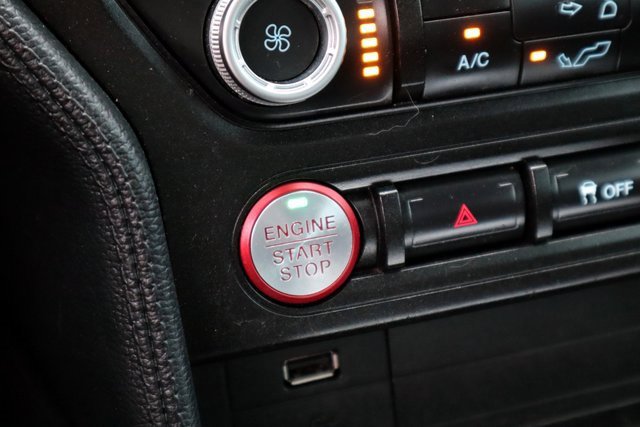 A/C
ENGINE
START
STOP
OFF